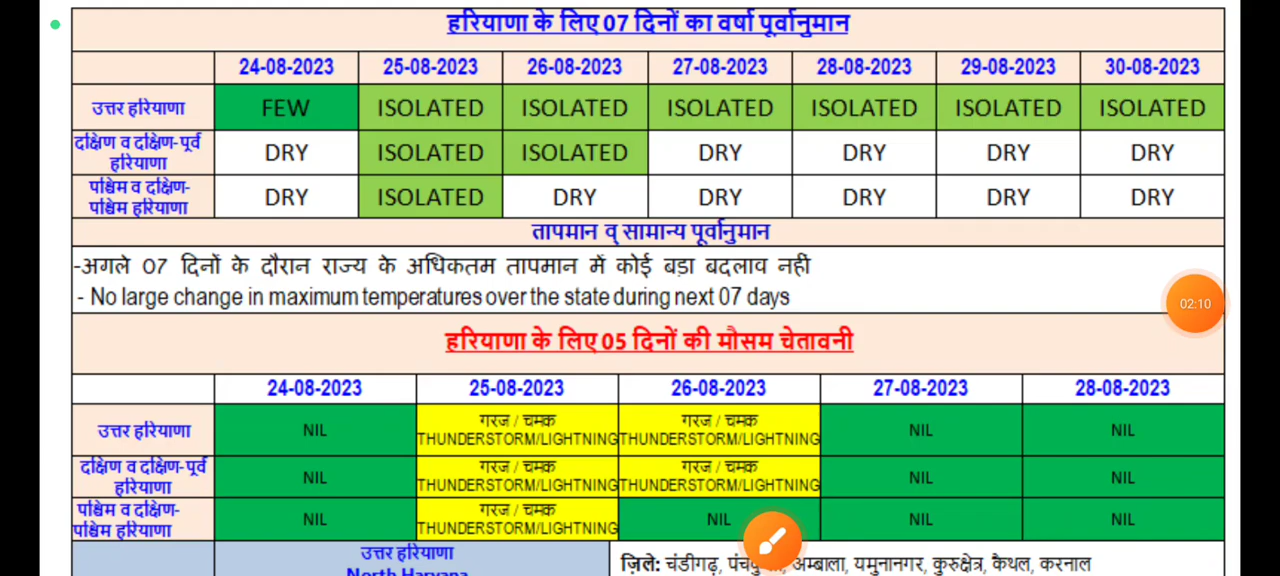 हरियाणा के लिए 07 दिनों का वर्षा पूर्वानुमान
24-08-2023 25-08-2023 26-08-2023 27-08-2023 28-08-2023 29-08-2023 30-08-2023
उत्तर हरियाणा FEW ISOLATED ISOLATED ISOLATED ISOLATED ISOLATED ISOLATED
दक्षिण व दक्षिण-पूर्व
हरियाणा DRY ISOLATED ISOLATED DRY DRY DRY DRY
पश्चिम व दक्षिण-
पश्चिम हरियाणा DRY ISOLATED DRY DRY DRY DRY DRY
तापमान व् सामान्य पूर्वानुमान
-अगले 07 दिनों के दौरान राज्य के अधिकतम तापमान में कोई बड़ा बदलाव नहीं
- No large change in maximum temperatures over the state during next 07 days
02:10
हरियाणा के लिए 05 दिनों की मौसम चेतावनी
24-08-2023 25-08-2023 26-08-2023 27-08-2023 28-08-2023
उत्तर हरियाणा NIL गरज / चमक गरज / चमक NIL NIL
THUNDERSTORM/LIGHTNING THUNDERSTORM/LIGHTNING
दक्षिण व दक्षिण-पूर्व
हरियाणा NIL गरज / चमक गरज / चमक NIL NIL
THUNDERSTORM/LIGHTNING THUNDERSTORM/LIGHTNING
पश्चिम व दक्षिण-
पश्चिम हरियाणा NIL गरज / चमक NIL NIL NIL
THUNDERSTORM/LIGHTNING
उत्तर हरियाणा
North Haryana
ज़िले: चंडीगढ़, अम्बाला, यमुनानगर, कुरुक्षेत्र, कैथल, करनाल